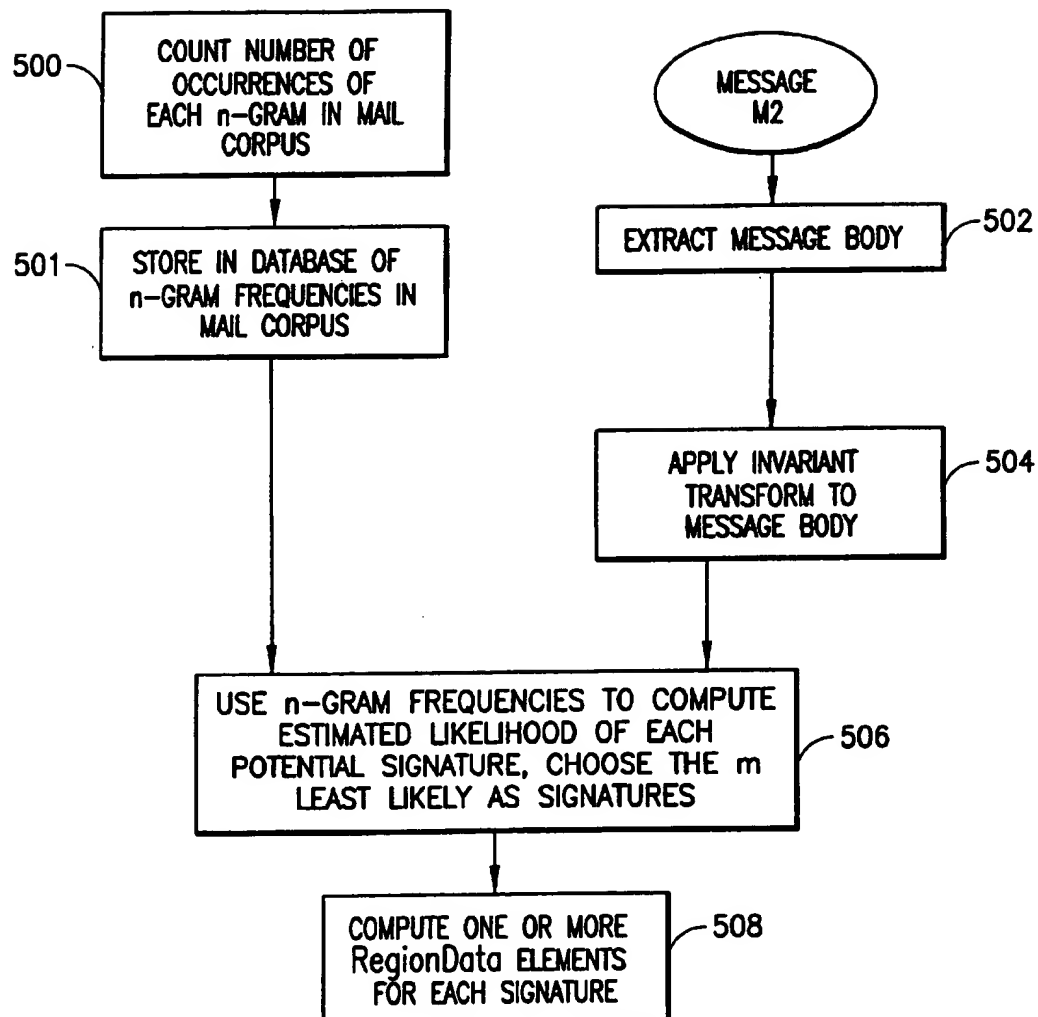 500
COUNT NUMBER OF
OCCURRENCES OF
EACH n-GRAM IN MAIL
CORPUS
MESSAGE
M2
501
STORE IN DATABASE OF
n-GRAM FREQUENCIES IN
MAIL CORPUS
EXTRACT MESSAGE BODY
502
APPLY INVARIANT
TRANSFORM TO
MESSAGE BODY
504
USE n-GRAM FREQUENCIES TO COMPUTE
ESTIMATED LIKELIHOOD OF EACH
POTENTIAL SIGNATURE, CHOOSE THE m
LEAST LIKELY AS SIGNATURES
506
COMPUTE ONE OR MORE
RegionData ELEMENTS
FOR EACH SIGNATURE
508